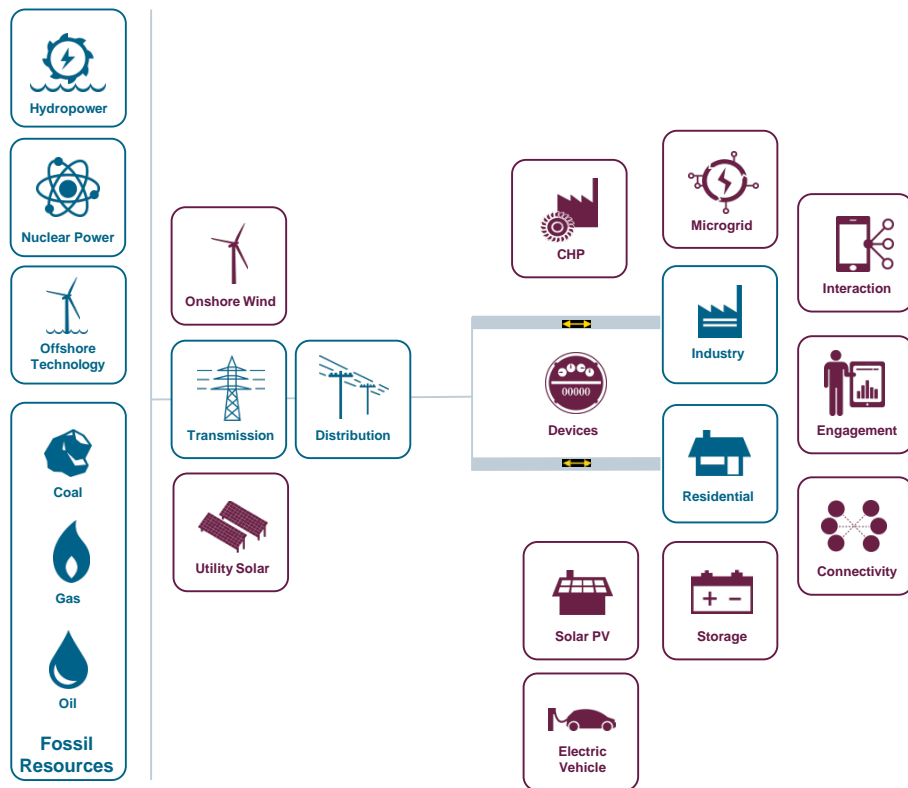 Hydropower
Nuclear Power
Offshore
Technology
Coal
Gas
Oil
Fossil
Resources
Onshore Wind
Transmission
Distribution
Utility Solar
CHP
Microgrid
Interaction
Industry
00000
Devices
Engagement
Residential
Connectivity
Solar PV
Storage
Electric
Vehicle